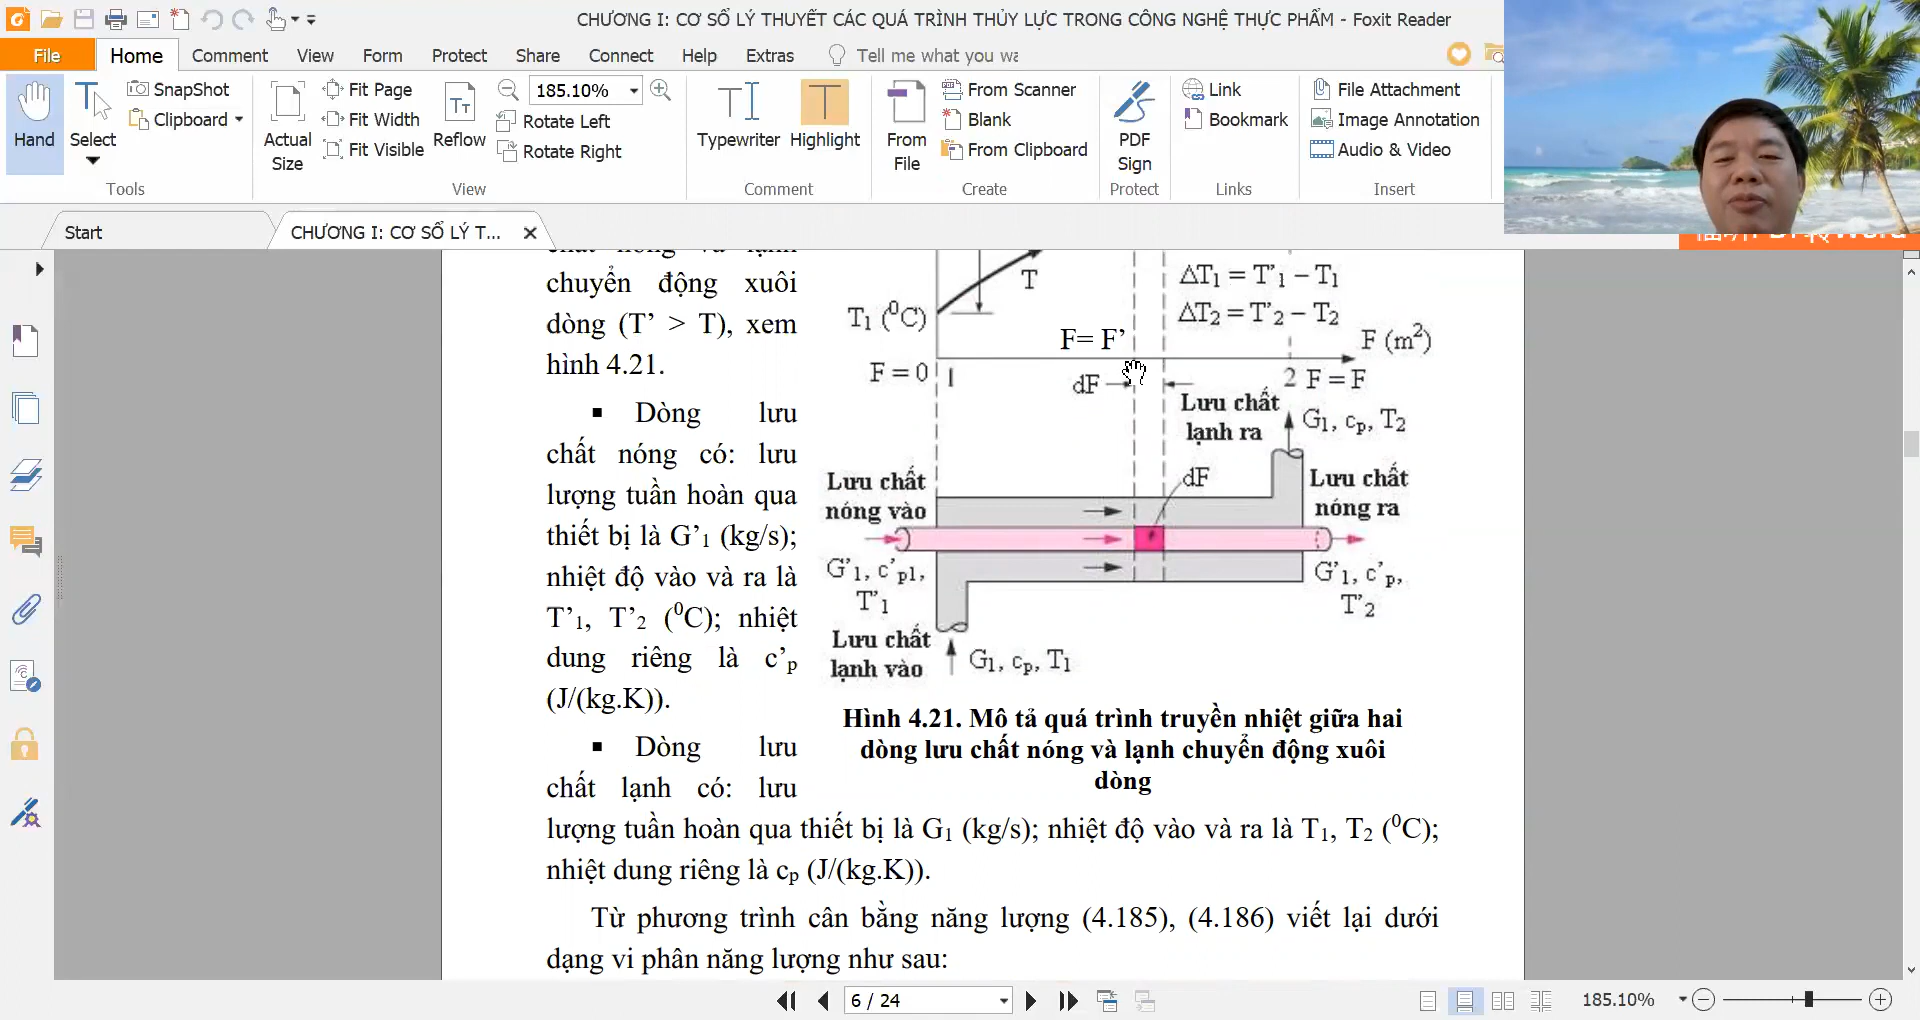 CHƯƠNG I: CƠ SỔ LÝ THUYẾT CÁC QUÁ TRÌNH THỦY LỰC TRONG CÔNG NGHỆ THỰC PHẨM - Foxit Reader
File Home Comment View Form Protect Share Connect Help Extras Tell me what you wa
Hand
Select
SnapShot
Clipboard
Tools
Actual Size
Fit Page
Fit Width
Fit Visible
Reflow
185.10%
Rotate Left
Rotate Right
View
Typewriter
Highlight
Comment
From File
From Scanner
Blank
From Clipboard
Create
PDF Sign
Protect
Link
Bookmark
Links
File Attachment
Image Annotation
Audio & Video
Insert
Start
CHƯƠNG I: CƠ SỔ LÝ T...
chất nóng và lạnh
chuyển động xuôi
dòng (T' > T), xem
hình 4.21.
▪ Dòng lưu
chất nóng có: lưu
lượng tuần hoàn qua
thiết bị là G'₁ (kg/s);
nhiệt độ vào và ra là
T'₁, T'₂ (⁰C); nhiệt
dung riêng là c'ₚ
(J/(kg.K)).
▪ Dòng lưu
chất lạnh có: lưu
lượng tuần hoàn qua thiết bị là G₁ (kg/s); nhiệt độ vào và ra là T₁, T₂ (⁰C);
nhiệt dung riêng là cₚ (J/(kg.K)).
Từ phương trình cân bằng năng lượng (4.185), (4.186) viết lại dưới
dạng vi phân năng lượng như sau:
T
ΔT₁ = T'₁ – T₁
ΔT₂ = T'₂ – T₂
T₁ (⁰C)
F= F'
F (m²)
F = 0
1
dF
2 F = F
Lưu chất
lạnh ra
G₁, cₚ, T₂
Lưu chất
nóng vào
dF
Lưu chất
nóng ra
G'₁, c'ₚ₁,
T'₁
G'₁, c'ₚ,
T'₂
Lưu chất
lạnh vào
G₁, cₚ, T₁
Hình 4.21. Mô tả quá trình truyền nhiệt giữa hai
dòng lưu chất nóng và lạnh chuyển động xuôi
dòng
6 / 24
185.10%